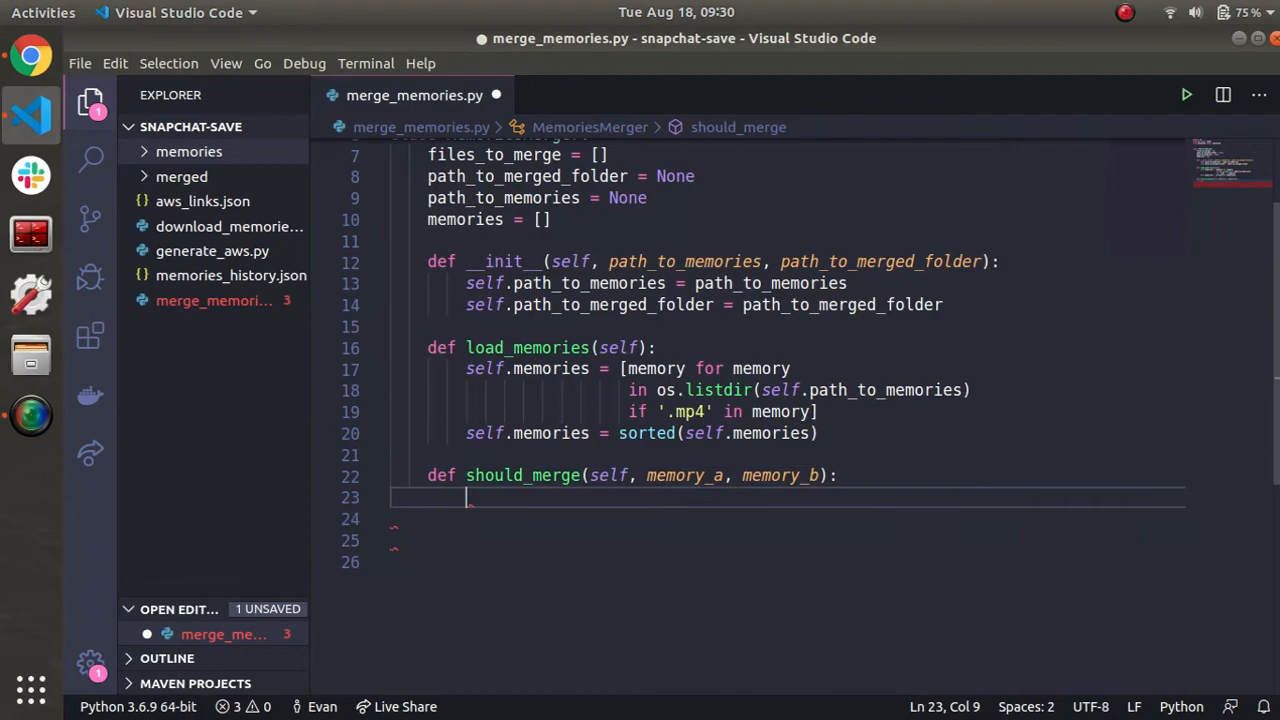 Activities Visual Studio Code Tue Aug 18, 09:30 75%
merge_memories.py - snapchat-save - Visual Studio Code
File Edit Selection View Go Debug Terminal Help
EXPLORER
merge_memories.py
SNAPCHAT-SAVE
merge_memories.py > MemoriesMerger > should_merge
memories
merged
aws_links.json
download_memorie...
generate_aws.py
memories_history.json
merge_memori... 3
7 files_to_merge = []
8 path_to_merged_folder = None
9 path_to_memories = None
10 memories = []
11
12 def __init__(self, path_to_memories, path_to_merged_folder):
13 self.path_to_memories = path_to_memories
14 self.path_to_merged_folder = path_to_merged_folder
15
16 def load_memories(self):
17 self.memories = [memory for memory
18 in os.listdir(self.path_to_memories)
19 if '.mp4' in memory]
20 self.memories = sorted(self.memories)
21
22 def should_merge(self, memory_a, memory_b):
23
24
25
26
OPEN EDIT... 1 UNSAVED
merge_me... 3
OUTLINE
MAVEN PROJECTS
1
1
Python 3.6.9 64-bit 3 0 Evan Live Share Ln 23, Col 9 Spaces: 2 UTF-8 LF Python